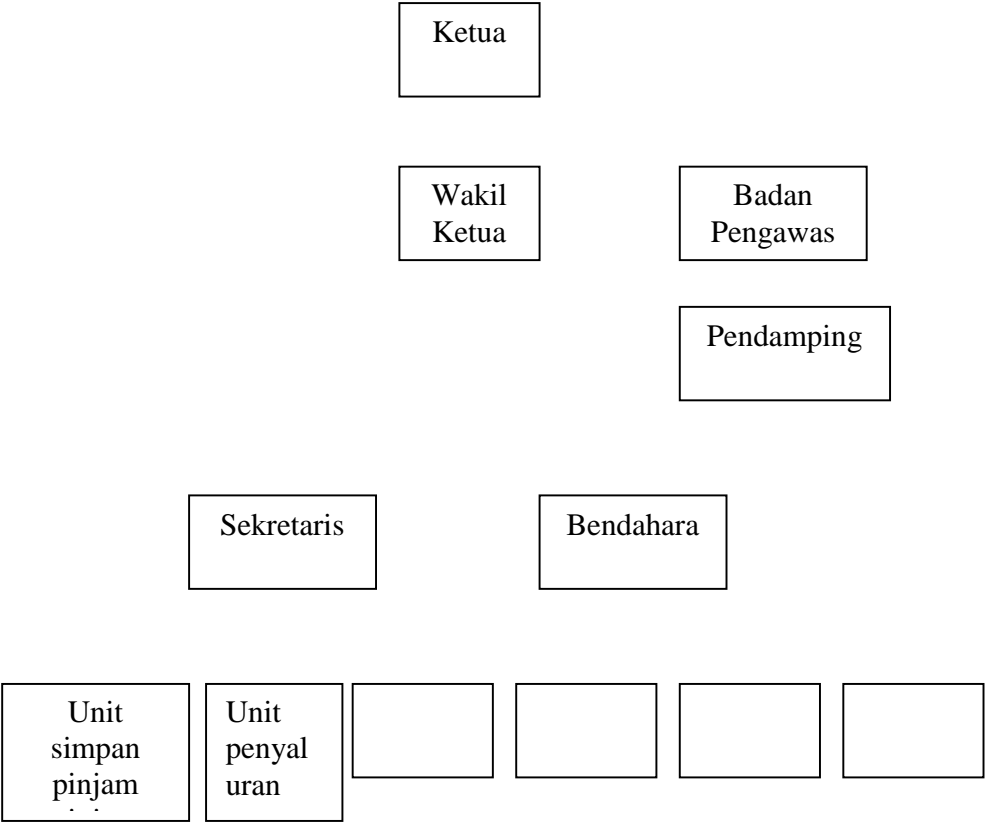 Ketua
Wakil
Ketua
Badan
Pengawas
Pendamping
Sekretaris
Bendahara
Unit
simpan
pinjam
Unit
penyal
uran